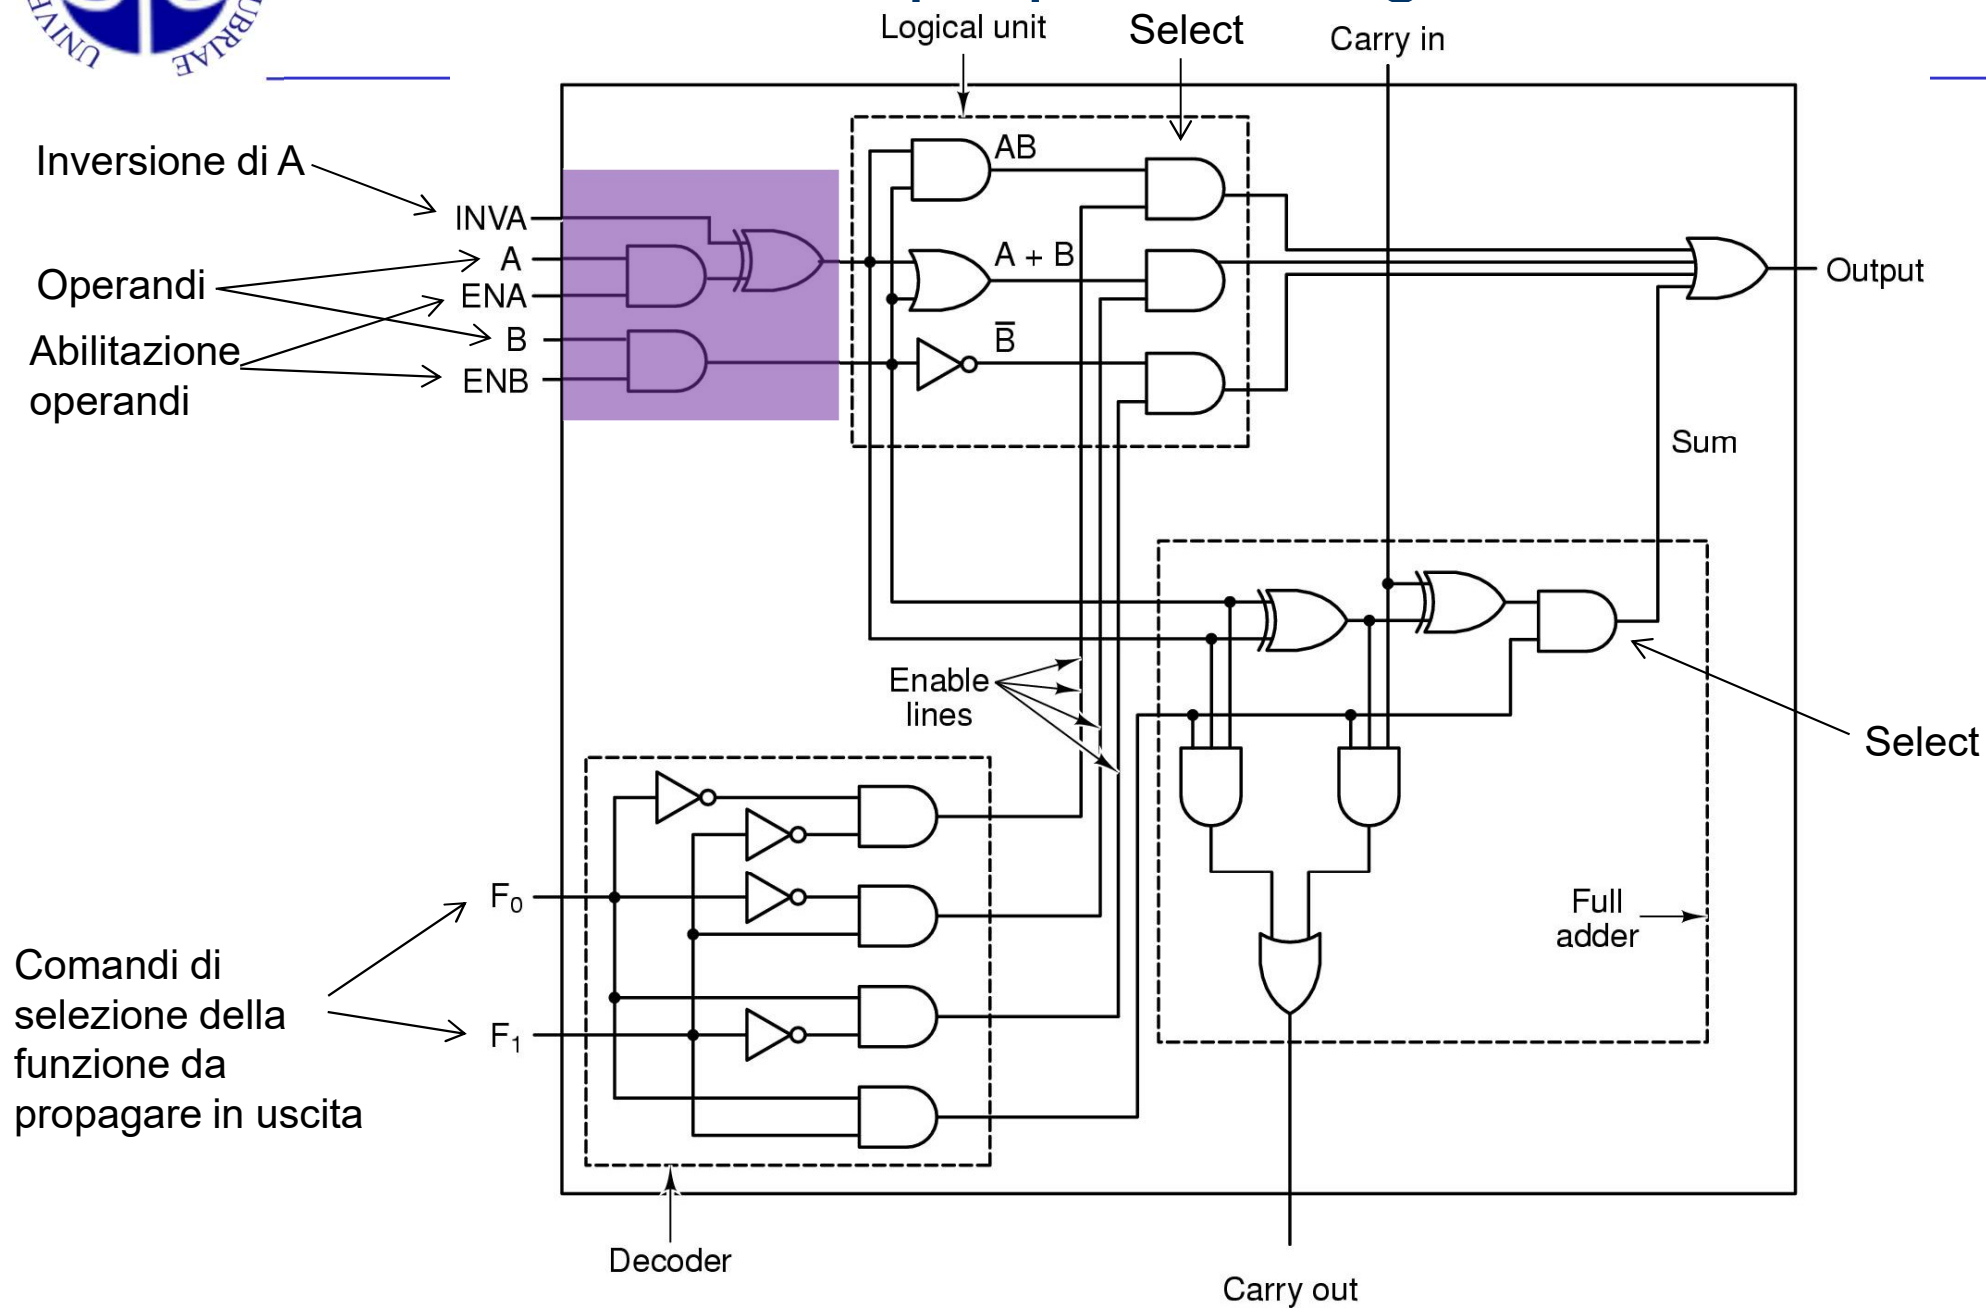 Logical unit
Select
Carry in
Inversione di A
INVA
A
ENA
B
ENB
Operandi
Abilitazione
operandi
AB
A + B
B̅
Output
Sum
Enable
lines
Select
F₀
F₁
Comandi di
selezione della
funzione da
propagare in uscita
Full
adder
Decoder
Carry out